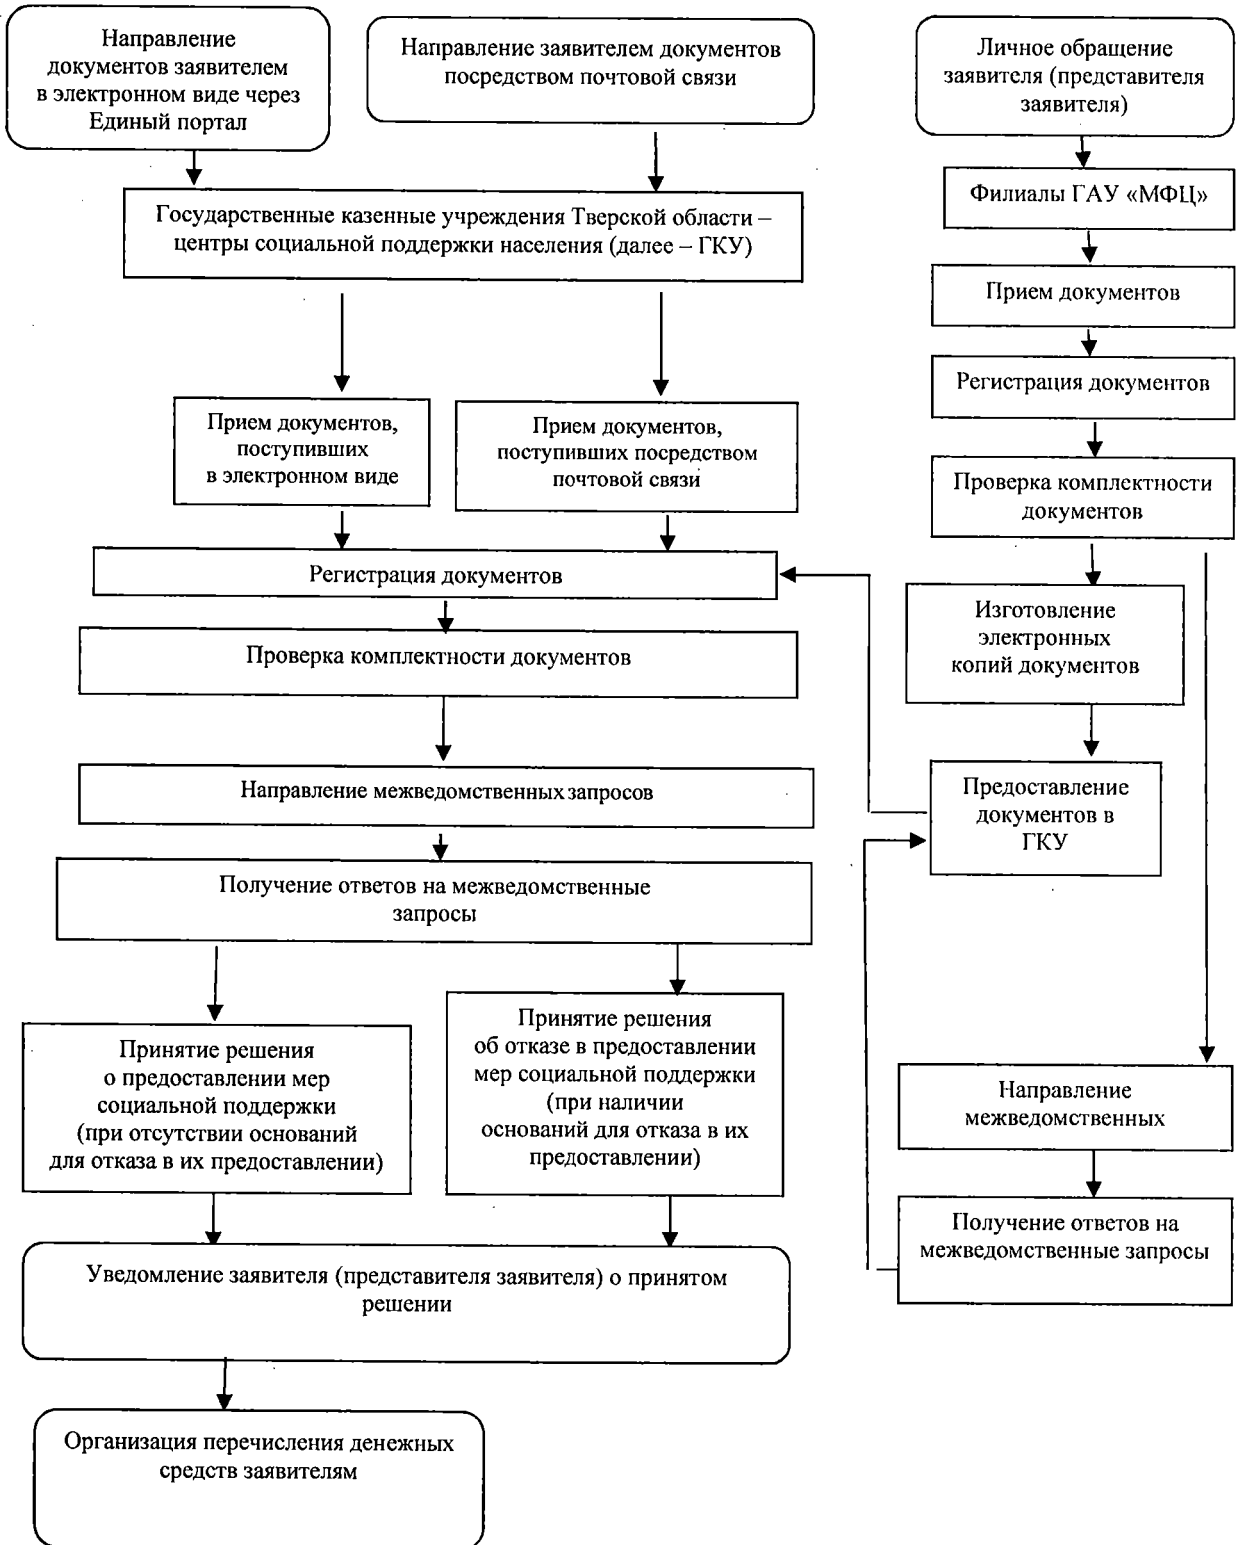 Направление
документов заявителем
в электронном виде через
Единый портал
Направление заявителем документов
посредством почтовой связи
Личное обращение
заявителя (представителя
заявителя)
Филиалы ГАУ «МФЦ»
Государственные казенные учреждения Тверской области –
центры социальной поддержки населения (далее – ГКУ)
Прием документов
Регистрация документов
Прием документов,
поступивших
в электронном виде
Прием документов,
поступивших посредством
почтовой связи
Проверка комплектности
документов
Регистрация документов
Изготовление
электронных
копий документов
Проверка комплектности документов
Направление межведомственных запросов
Предоставление
документов в
ГКУ
Получение ответов на межведомственные
запросы
Принятие решения
о предоставлении мер
социальной поддержки
(при отсутствии оснований
для отказа в их предоставлении)
Принятие решения
об отказе в предоставлении
мер социальной поддержки
(при наличии
оснований для отказа в их
предоставлении)
Направление
межведомственных
Получение ответов на
межведомственные запросы
Уведомление заявителя (представителя заявителя) о принятом
решении
Организация перечисления денежных
средств заявителям